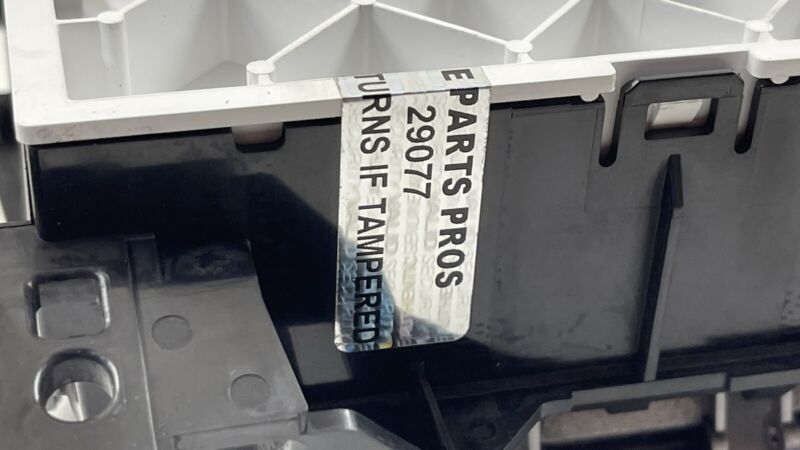 E PARTS PROS
29077
TURNS IF TAMPERED